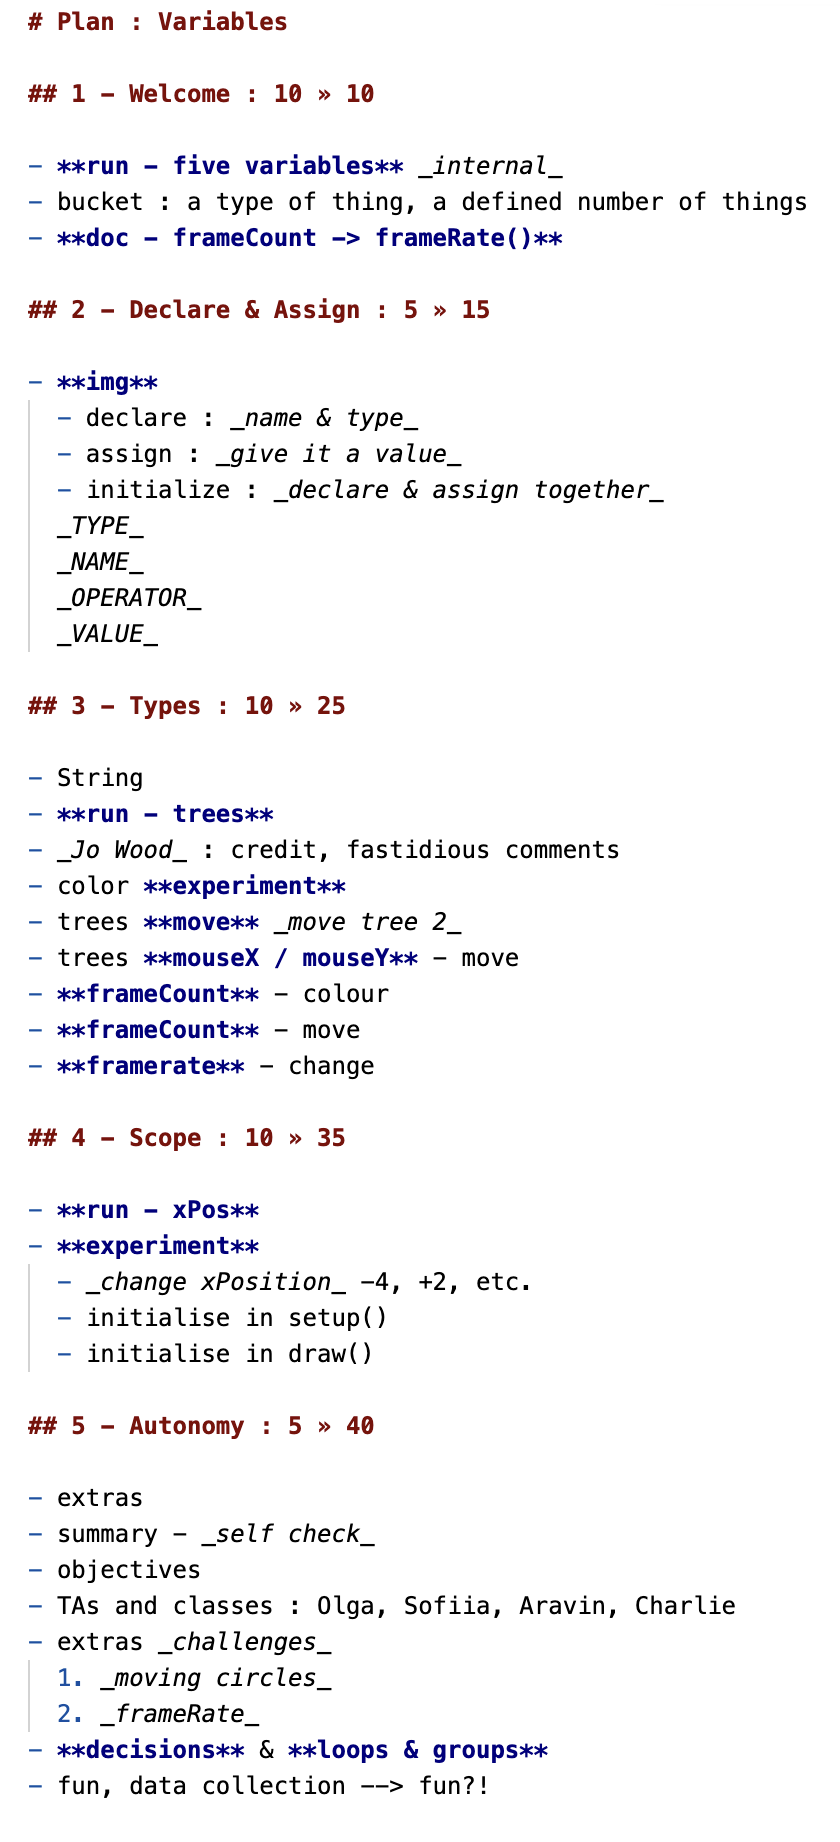 # Plan : Variables
## 1 - Welcome : 10 » 10
- **run - five variables** _internal_
- bucket : a type of thing, a defined number of things
- **doc - frameCount -> frameRate()**
## 2 - Declare & Assign : 5 » 15
- **img**
- declare : _name & type_
- assign : _give it a value_
- initialize : _declare & assign together_
_TYPE_
_NAME_
_OPERATOR_
_VALUE_
## 3 - Types : 10 » 25
- String
- **run - trees**
- _Jo Wood_ : credit, fastidious comments
- color **experiment**
- trees **move** _move tree 2_
- trees **mouseX / mouseY** - move
- **frameCount** - colour
- **frameCount** - move
- **framerate** - change
## 4 - Scope : 10 » 35
- **run - xPos**
- **experiment**
- _change xPosition_ -4, +2, etc.
- initialise in setup()
- initialise in draw()
## 5 - Autonomy : 5 » 40
- extras
- summary - _self check_
- objectives
- TAs and classes : Olga, Sofiia, Aravin, Charlie
- extras _challenges_
1. _moving circles_
2. _frameRate_
- **decisions** & **loops & groups**
- fun, data collection --> fun?!